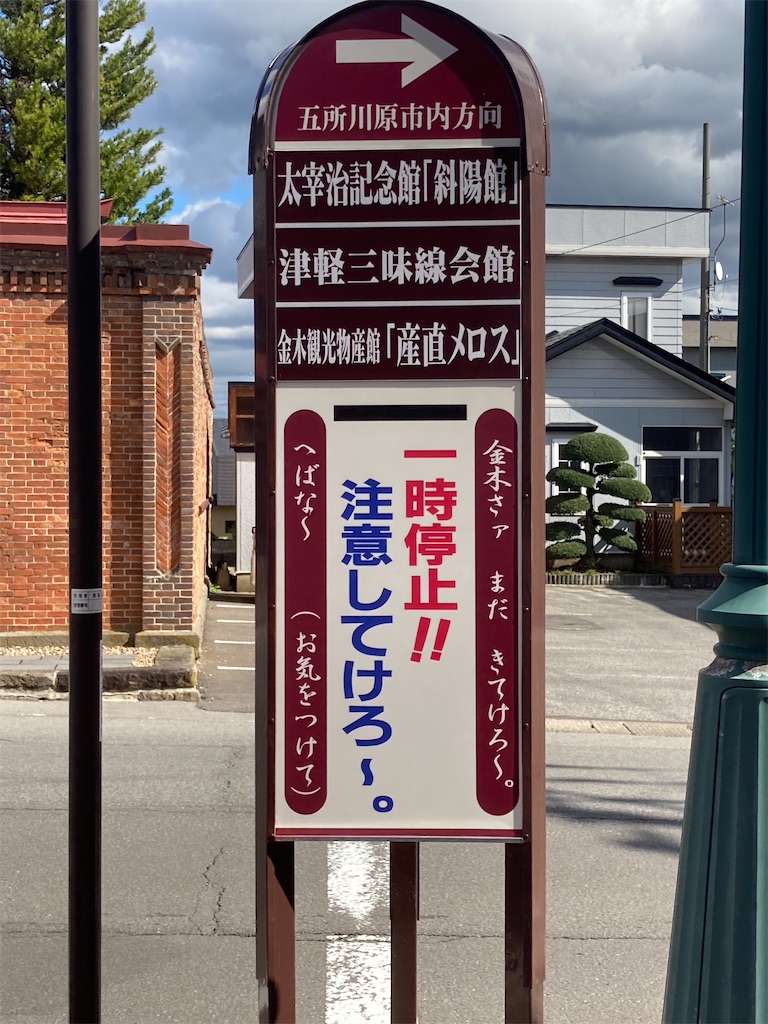 五所川原市内方向
太宰治記念館「斜陽館」
津軽三味線会館
金木観光物産館「産直メロス」
金木さァ まだ きてけろ〜。
一時停止!!
注意してけろ〜。
へばな〜 (お気をつけて)